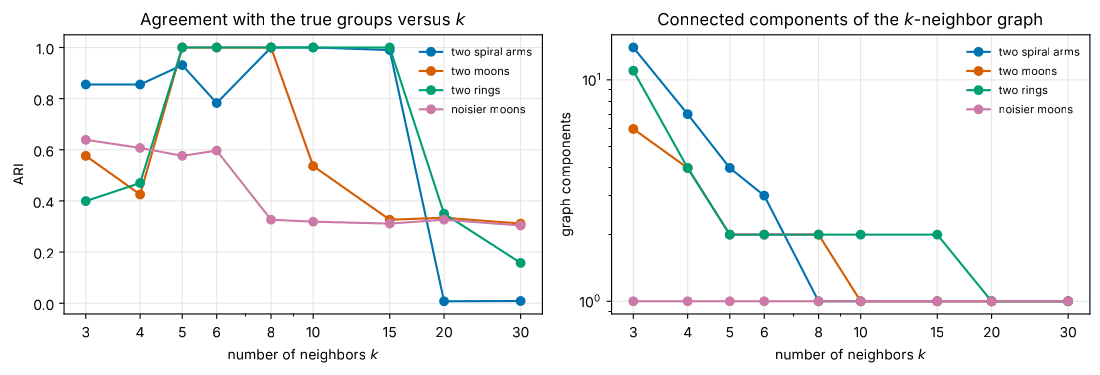 Agreement with the true groups versus k
ARI
1.0
0.8
0.6
0.4
0.2
0.0
3 4 5 6 8 10 15 20 30
number of neighbors k
two spiral arms
two moons
two rings
noisier moons
Connected components of the k-neighbor graph
graph components
10¹
10⁰
3 4 5 6 8 10 15 20 30
number of neighbors k
two spiral arms
two moons
two rings
noisier moons